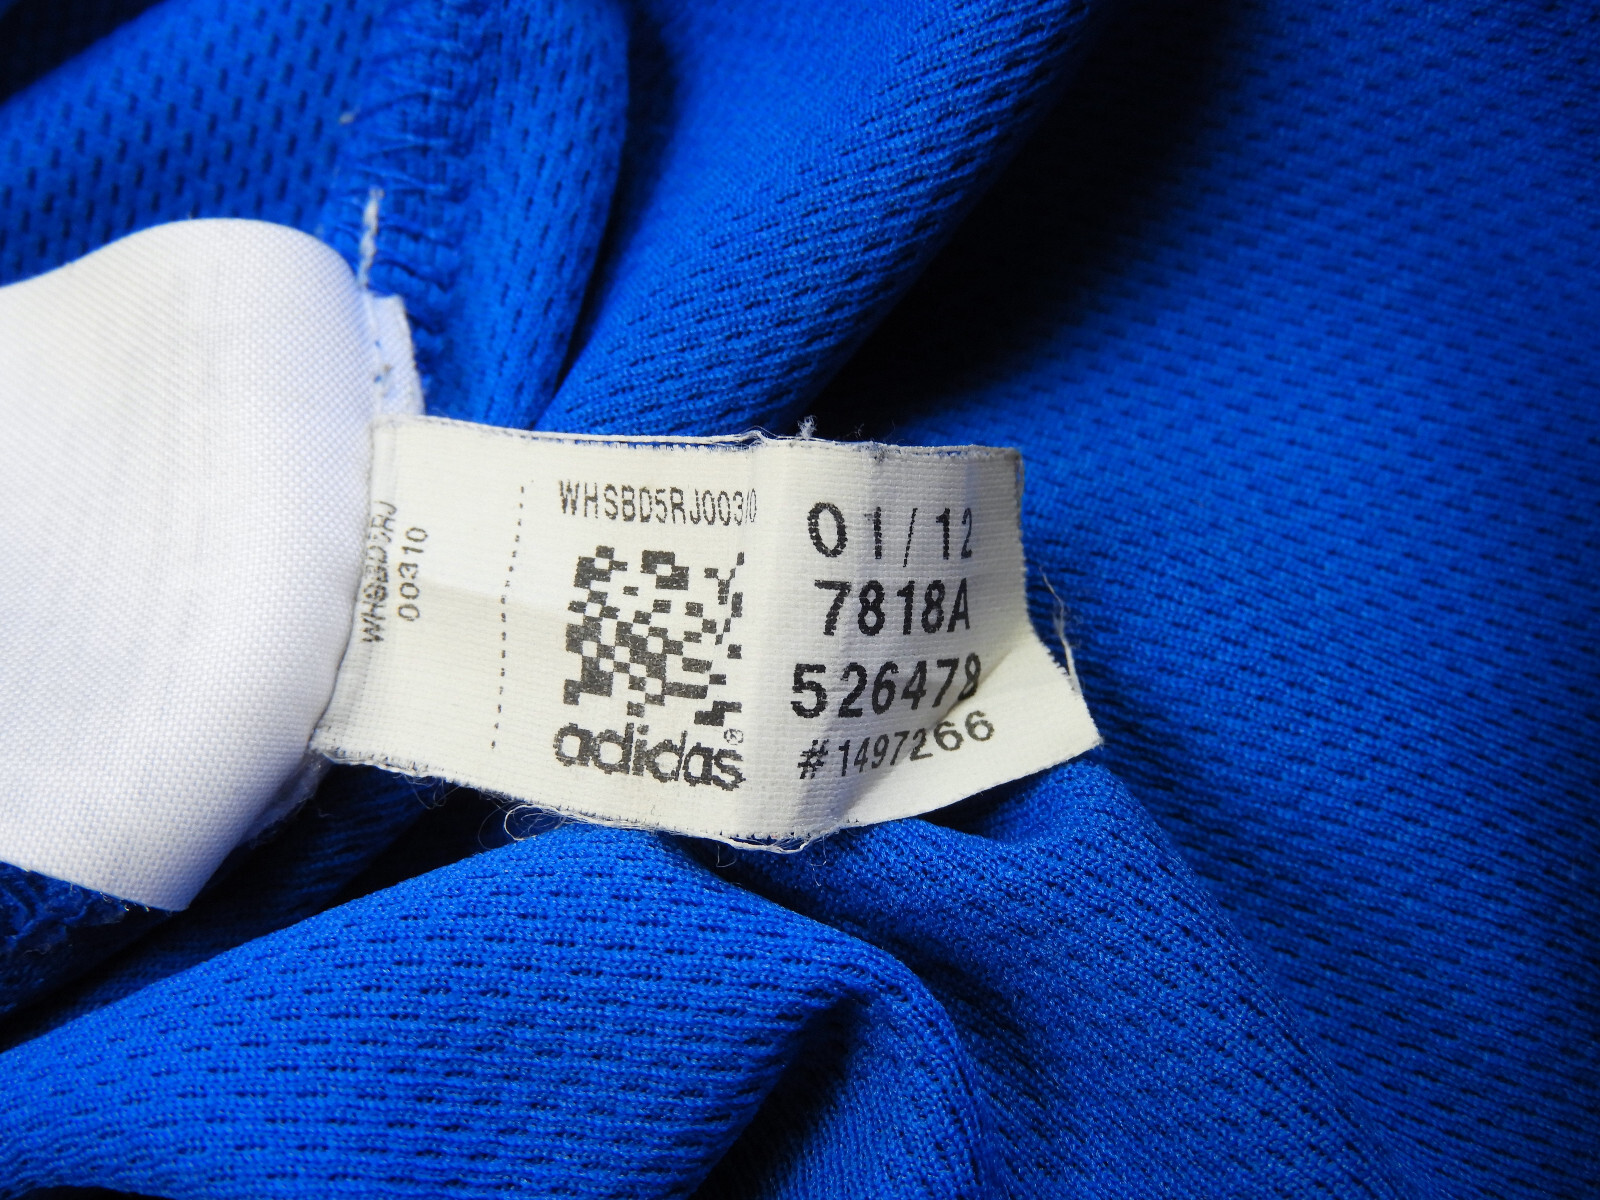 WHSBD5RJ
00310
WHSBD5RJ00310
adidas®
01/12
7818A
526478
#1497266